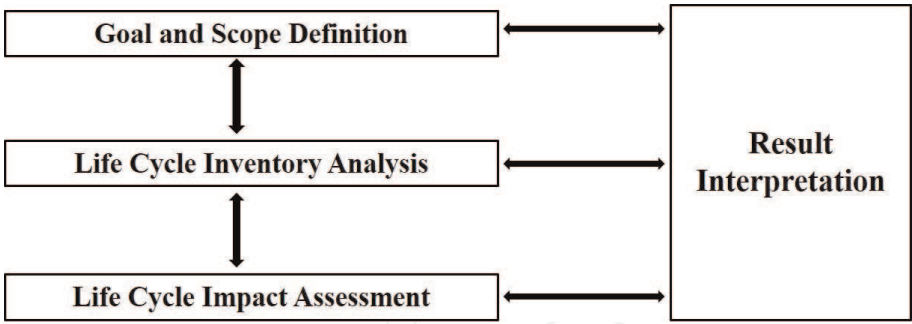 Goal and Scope Definition
Life Cycle Inventory Analysis
Life Cycle Impact Assessment
Result
Interpretation